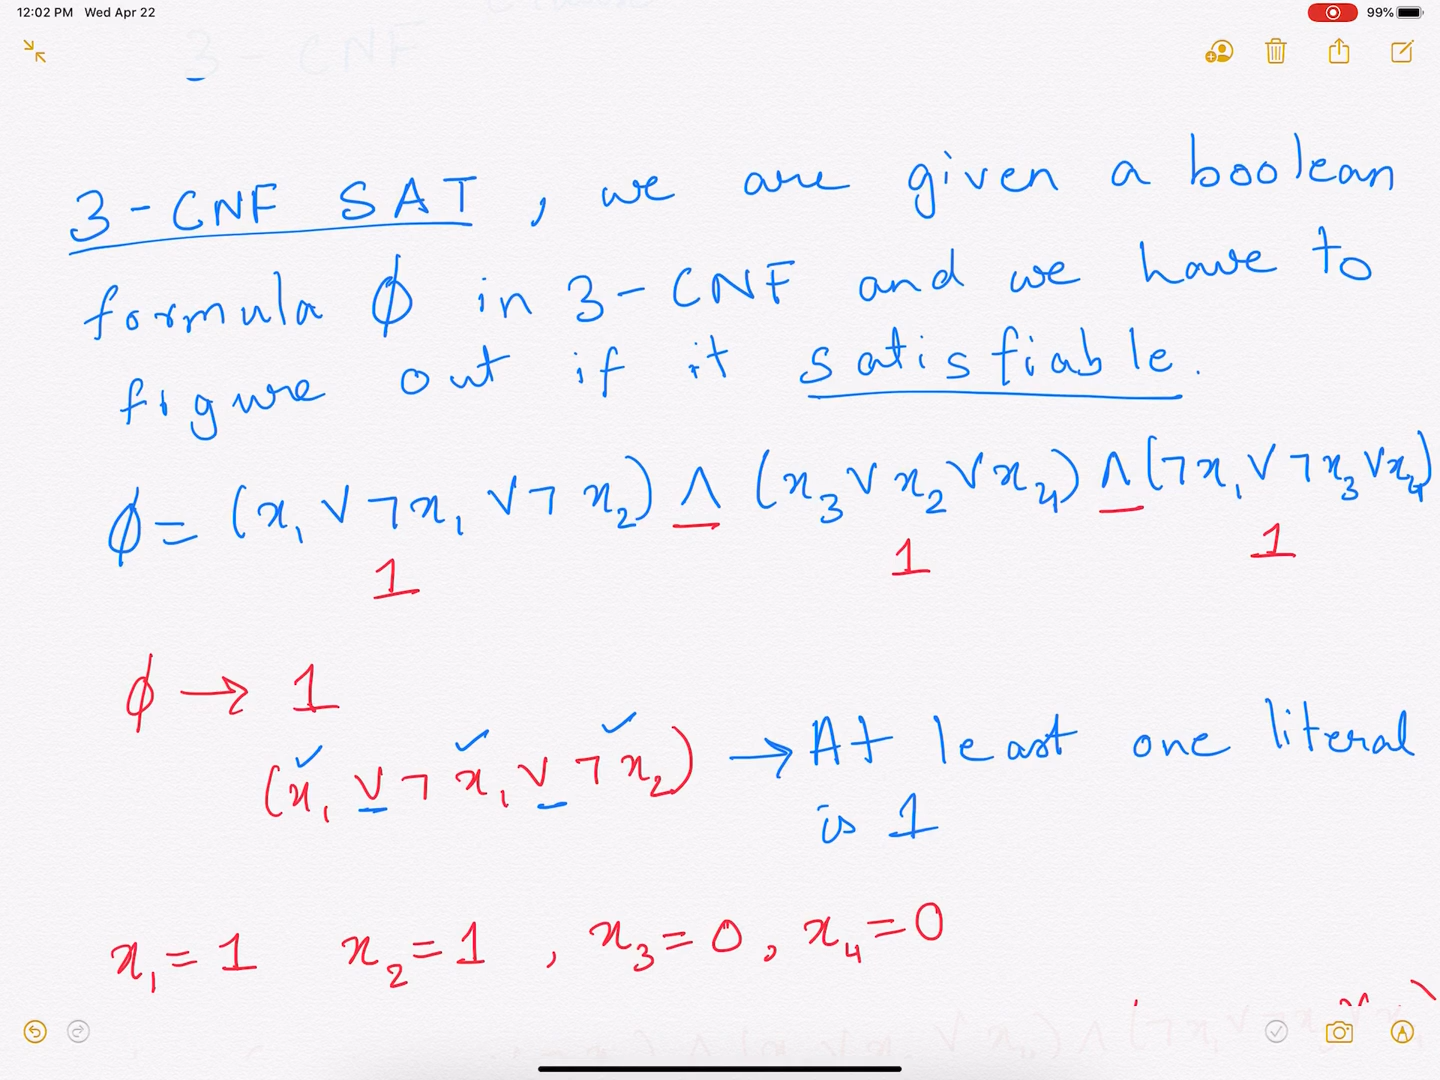 12:02 PM Wed Apr 22 99%
3 - CNF
3-CNF SAT, we are given a boolean
formula ϕ in 3-CNF and we have to
figure out if it satisfiable.
ϕ = (x₁ ∨ ¬x₁ ∨ ¬x₂) ∧ (x₃ ∨ x₂ ∨ x₄) ∧ (¬x₁ ∨ ¬x₃ ∨ x₄)
1 1 1
ϕ → 1
(x₁ ∨ ¬x₁ ∨ ¬x₂) → At least one literal
is 1
x₁ = 1 x₂ = 1, x₃ = 0, x₄ = 0